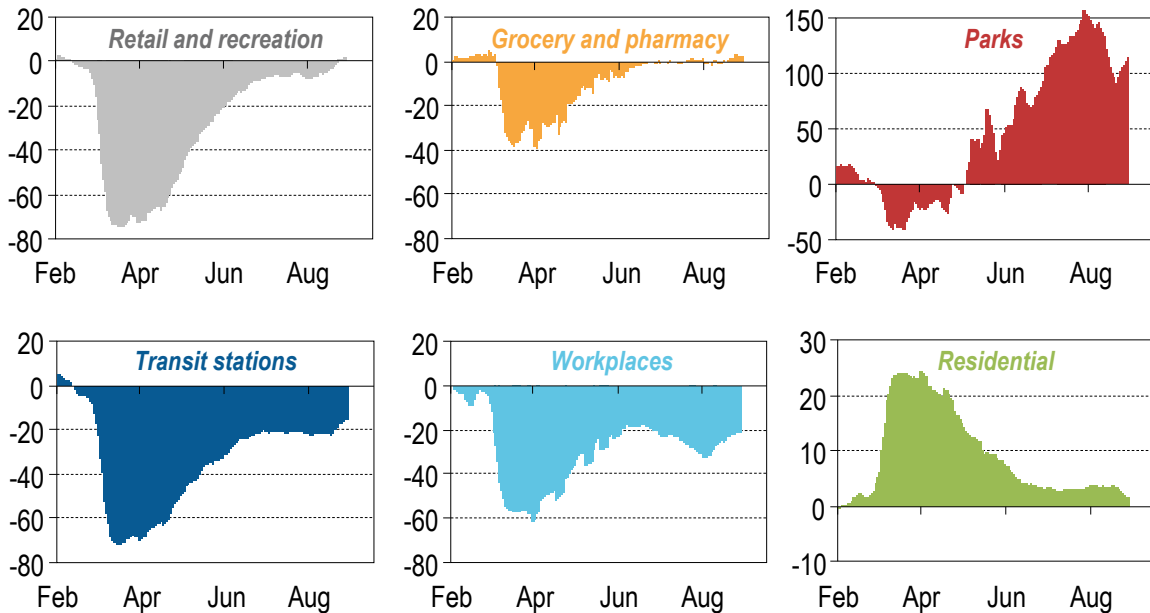 Retail and recreation
20
0
-20
-40
-60
-80
Feb Apr Jun Aug
Grocery and pharmacy
20
0
-20
-40
-60
-80
Feb Apr Jun Aug
Parks
150
100
50
0
-50
Feb Apr Jun Aug
Transit stations
20
0
-20
-40
-60
-80
Feb Apr Jun Aug
Workplaces
20
0
-20
-40
-60
-80
Feb Apr Jun Aug
Residential
30
20
10
0
-10
Feb Apr Jun Aug